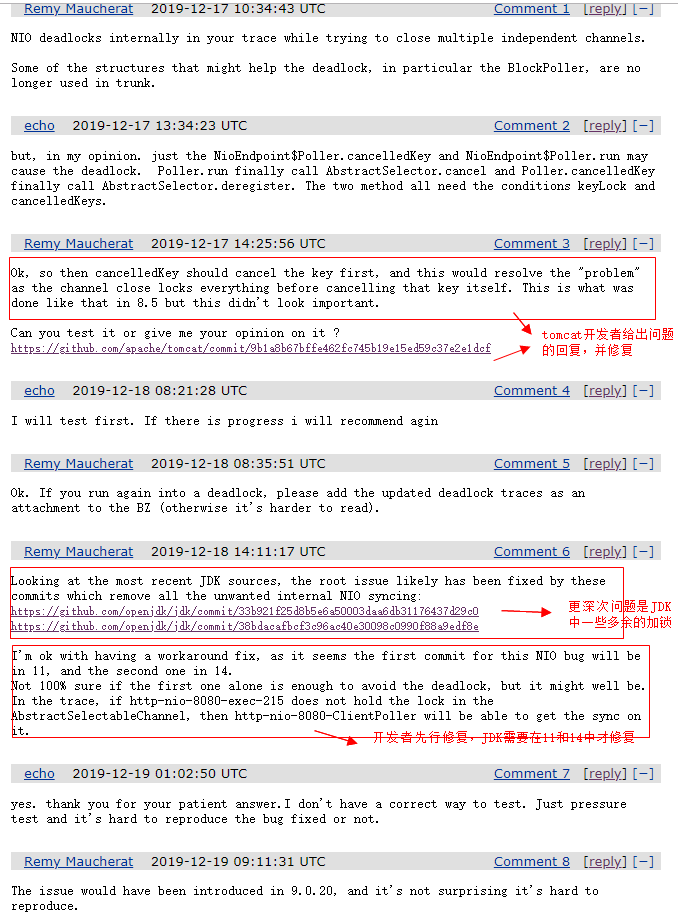 Remy Maucherat 2019-12-17 10:34:43 UTC Comment 1 [reply] [−]
NIO deadlocks internally in your trace while trying to close multiple independent channels.
Some of the structures that might help the deadlock, in particular the BlockPoller, are no
longer used in trunk.
echo 2019-12-17 13:34:23 UTC Comment 2 [reply] [−]
but, in my opinion. just the NioEndpoint$Poller.cancelledKey and NioEndpoint$Poller.run may
cause the deadlock.  Poller.run finally call AbstractSelector.cancel and Poller.cancelledKey
finally call AbstractSelector.deregister. The two method all need the conditions keyLock and
cancelledKeys.
Remy Maucherat 2019-12-17 14:25:56 UTC Comment 3 [reply] [−]
Ok, so then cancelledKey should cancel the key first, and this would resolve the "problem"
as the channel close locks everything before cancelling that key itself. This is what was
done like that in 8.5 but this didn't look important.
Can you test it or give me your opinion on it ?
https://github.com/apache/tomcat/commit/9b1a8b67bffe462fc745b19e15ed59c37e2e1dcf
tomcat开发者给出问题
的回复，并修复
echo 2019-12-18 08:21:28 UTC Comment 4 [reply] [−]
I will test first. If there is progress i will recommend agin
Remy Maucherat 2019-12-18 08:35:51 UTC Comment 5 [reply] [−]
Ok. If you run again into a deadlock, please add the updated deadlock traces as an
attachment to the BZ (otherwise it's harder to read).
Remy Maucherat 2019-12-18 14:11:17 UTC Comment 6 [reply] [−]
Looking at the most recent JDK sources, the root issue likely has been fixed by these
commits which remove all the unwanted internal NIO syncing:
https://github.com/openjdk/jdk/commit/33b921f25d8b5e6a50003daa6db31176437d29c0
https://github.com/openjdk/jdk/commit/38bdacafbcf3c96ac40e30098c0990f88a9edf8e
更深次问题是JDK
中一些多余的加锁
I'm ok with having a workaround fix, as it seems the first commit for this NIO bug will be
in 11, and the second one in 14.
Not 100% sure if the first one alone is enough to avoid the deadlock, but it might well be.
In the trace, if http-nio-8080-exec-215 does not hold the lock in the
AbstractSelectableChannel, then http-nio-8080-ClientPoller will be able to get the sync on
it.
开发者先行修复，JDK需要在11和14中才修复
echo 2019-12-19 01:02:50 UTC Comment 7 [reply] [−]
yes. thank you for your patient answer.I don't have a correct way to test. Just pressure
test and it's hard to reproduce the bug fixed or not.
Remy Maucherat 2019-12-19 09:11:31 UTC Comment 8 [reply] [−]
The issue would have been introduced in 9.0.20, and it's not surprising it's hard to
reproduce.